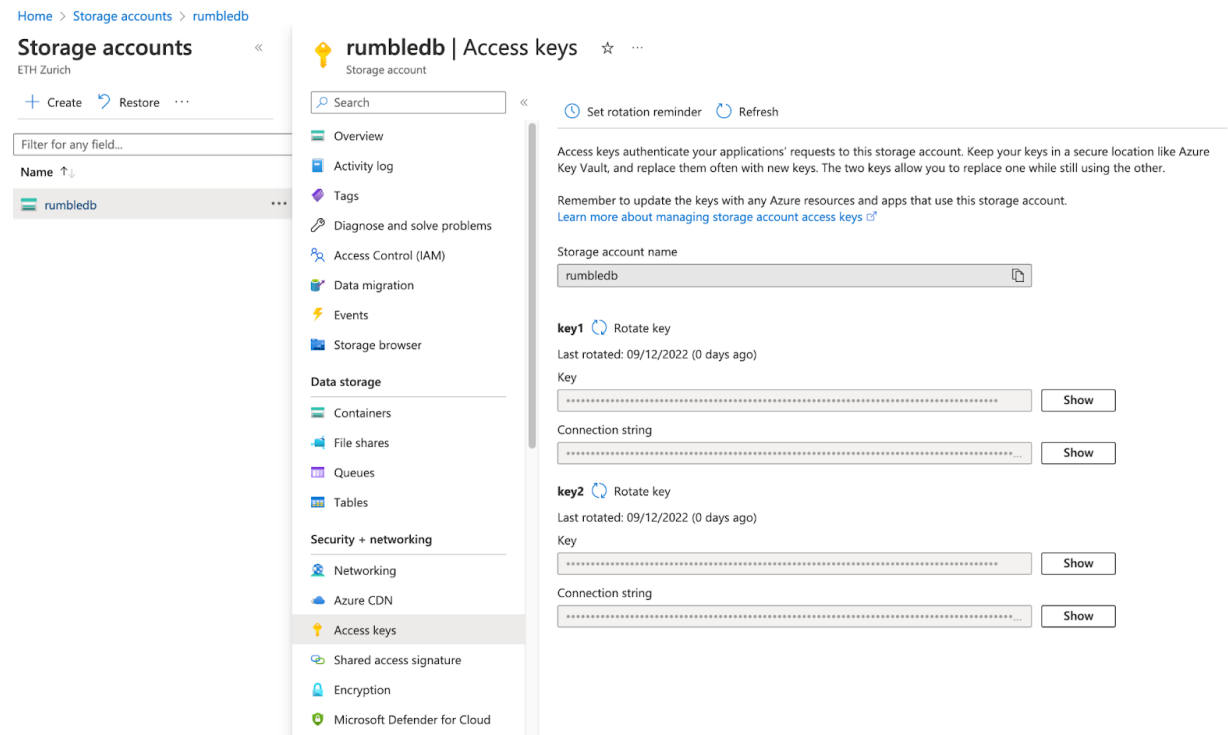 Home > Storage accounts > rumbledb
Storage accounts
ETH Zurich
Create Restore ...
Filter for any field...
Name ↑↓
rumbledb ...
rumbledb | Access keys ...
Storage account
Search
Overview
Activity log
Tags
Diagnose and solve problems
Access Control (IAM)
Data migration
Events
Storage browser
Data storage
Containers
File shares
Queues
Tables
Security + networking
Networking
Azure CDN
Access keys
Shared access signature
Encryption
Microsoft Defender for Cloud
Set rotation reminder Refresh
Access keys authenticate your applications' requests to this storage account. Keep your keys in a secure location like Azure
Key Vault, and replace them often with new keys. The two keys allow you to replace one while still using the other.
Remember to update the keys with any Azure resources and apps that use this storage account.
Learn more about managing storage account access keys
Storage account name
rumbledb
key1 Rotate key
Last rotated: 09/12/2022 (0 days ago)
Key
Show
Connection string
Show
key2 Rotate key
Last rotated: 09/12/2022 (0 days ago)
Key
Show
Connection string
Show